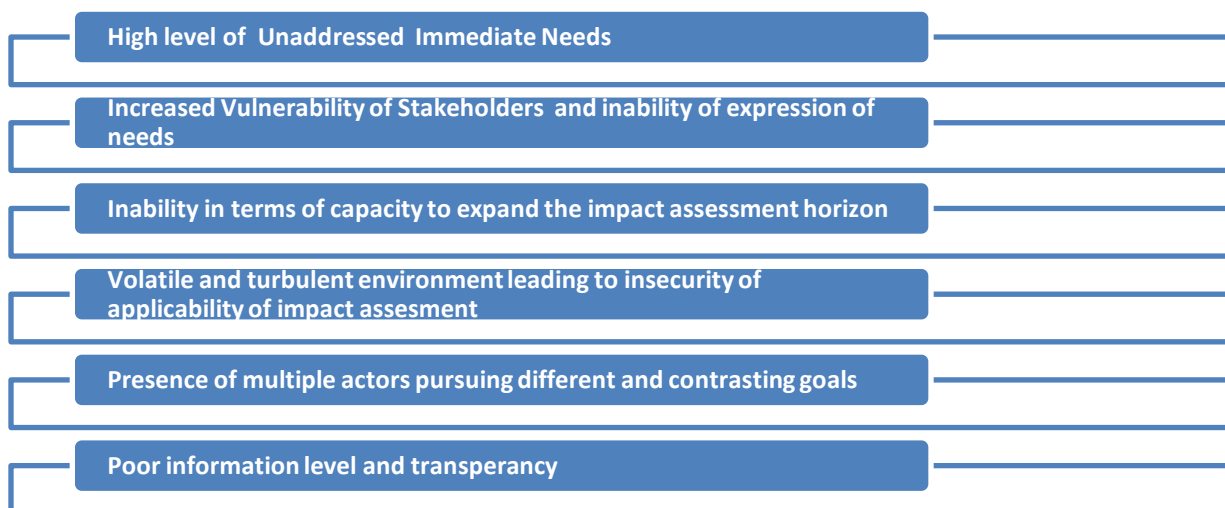 High level of  Unaddressed  Immediate Needs
Increased Vulnerability of Stakeholders  and inability of expression of
needs
Inability in terms of capacity to expand the impact assessment horizon
Volatile and turbulent environment leading to insecurity of
applicability of impact assesment
Presence of multiple actors pursuing different and contrasting goals
Poor information level and transperancy